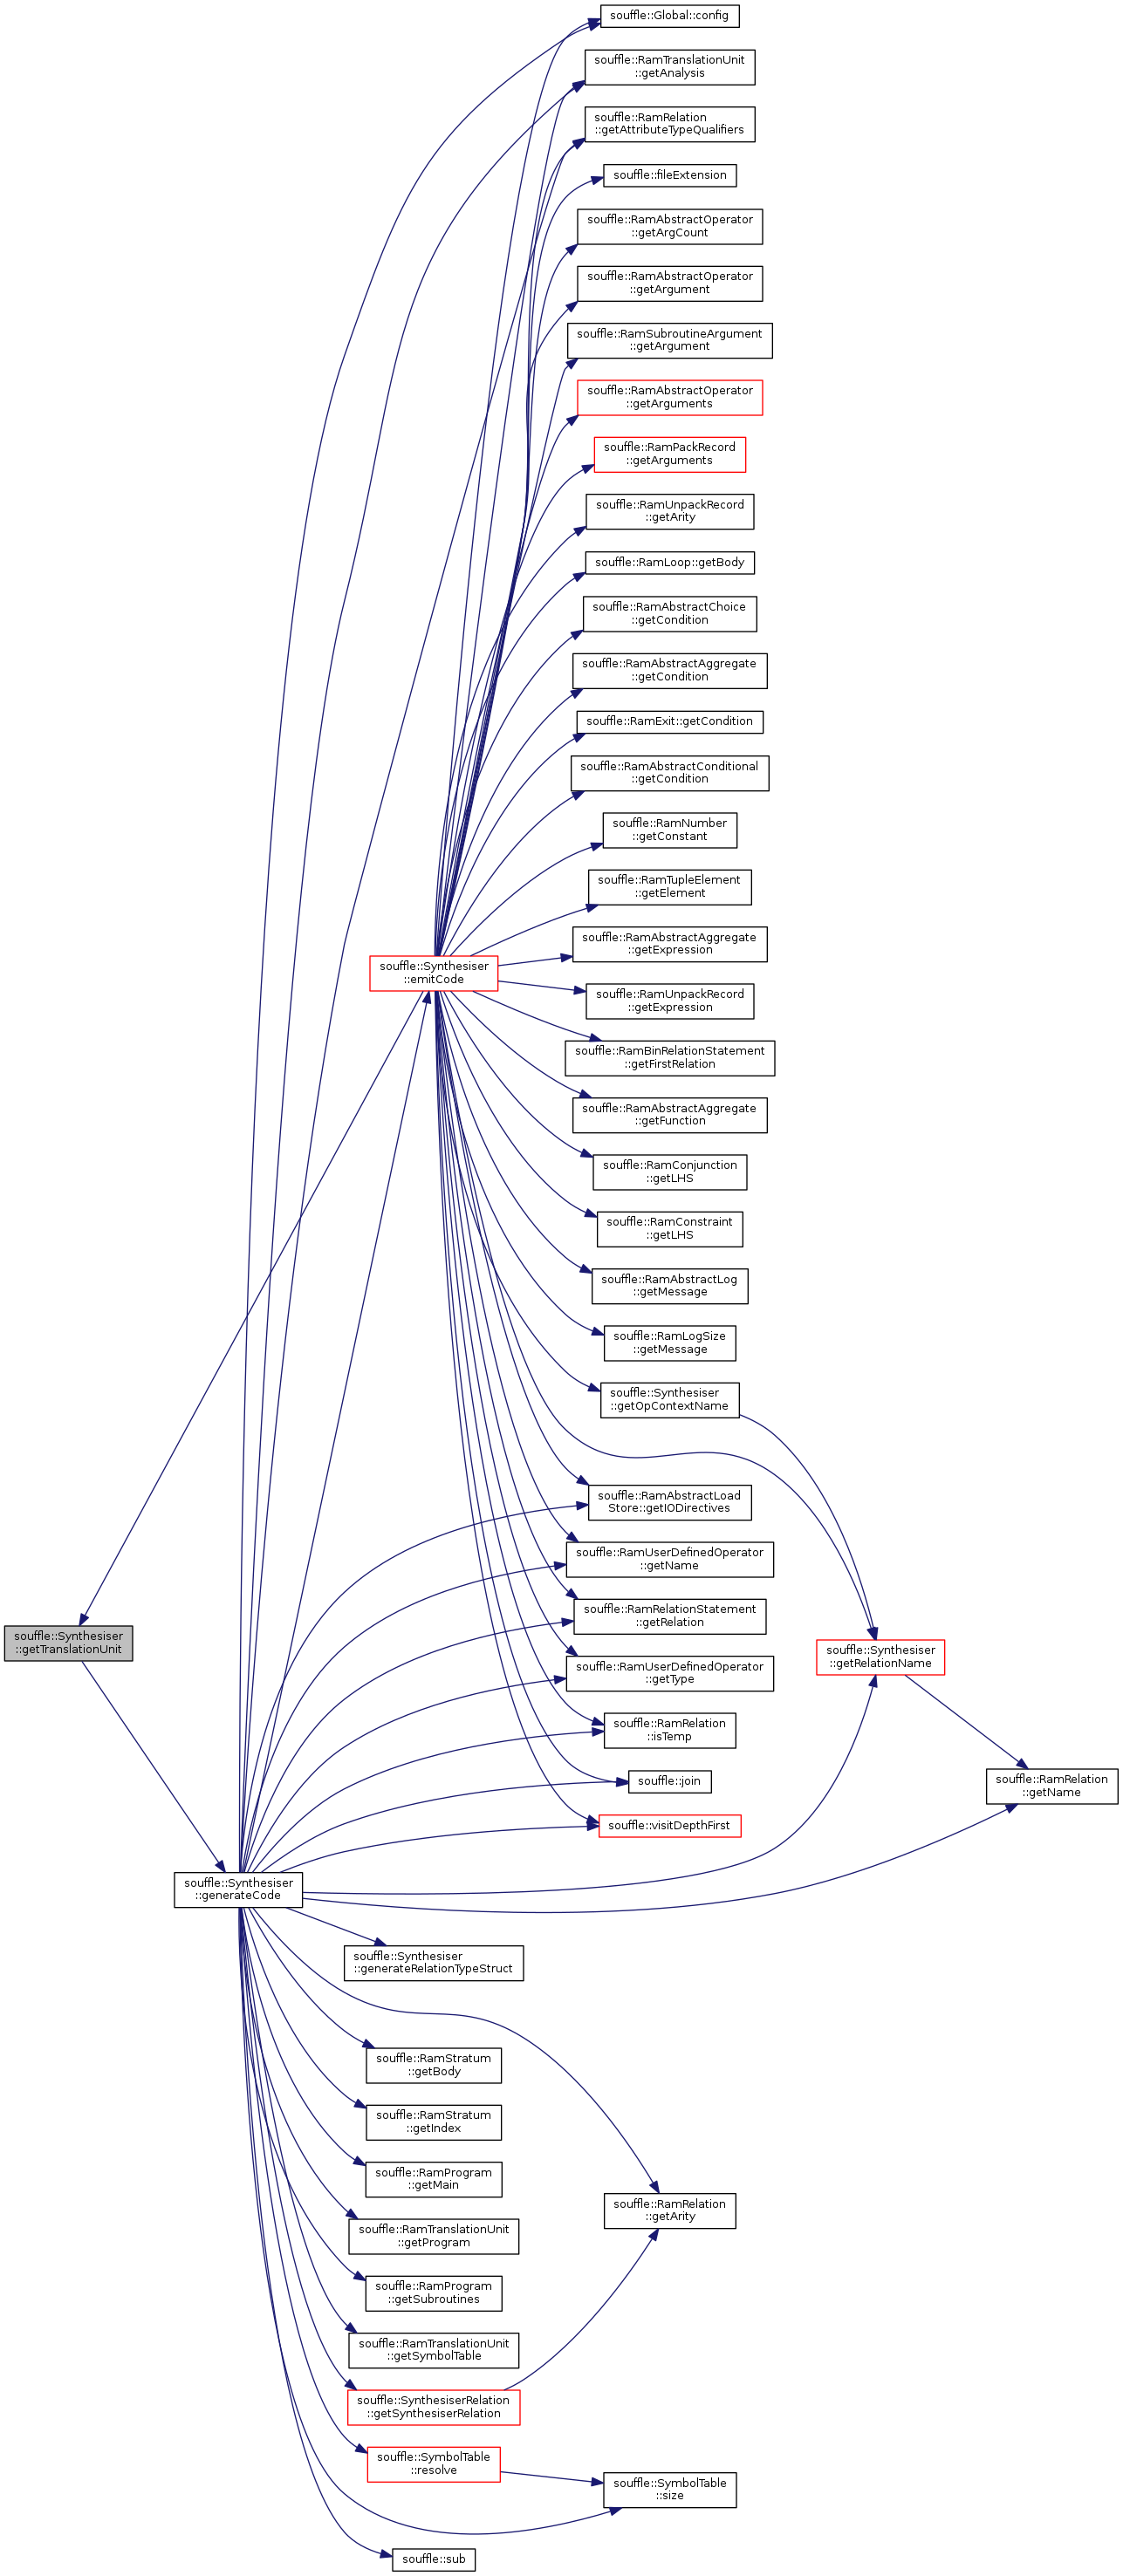 souffle::Global::config
souffle::RamTranslationUnit
::getAnalysis
souffle::RamRelation
::getAttributeTypeQualifiers
souffle::fileExtension
souffle::RamAbstractOperator
::getArgCount
souffle::RamAbstractOperator
::getArgument
souffle::RamSubroutineArgument
::getArgument
souffle::RamAbstractOperator
::getArguments
souffle::RamPackRecord
::getArguments
souffle::RamUnpackRecord
::getArity
souffle::RamLoop::getBody
souffle::RamAbstractChoice
::getCondition
souffle::RamAbstractAggregate
::getCondition
souffle::RamExit::getCondition
souffle::RamAbstractConditional
::getCondition
souffle::RamNumber
::getConstant
souffle::RamTupleElement
::getElement
souffle::RamAbstractAggregate
::getExpression
souffle::Synthesiser
::emitCode
souffle::RamUnpackRecord
::getExpression
souffle::RamBinRelationStatement
::getFirstRelation
souffle::RamAbstractAggregate
::getFunction
souffle::RamConjunction
::getLHS
souffle::RamConstraint
::getLHS
souffle::RamAbstractLog
::getMessage
souffle::RamLogSize
::getMessage
souffle::Synthesiser
::getOpContextName
souffle::RamAbstractLoad
Store::getIODirectives
souffle::RamUserDefinedOperator
::getName
souffle::RamRelationStatement
::getRelation
souffle::Synthesiser
::getTranslationUnit
souffle::Synthesiser
::getRelationName
souffle::RamUserDefinedOperator
::getType
souffle::RamRelation
::isTemp
souffle::join
souffle::RamRelation
::getName
souffle::visitDepthFirst
souffle::Synthesiser
::generateCode
souffle::Synthesiser
::generateRelationTypeStruct
souffle::RamStratum
::getBody
souffle::RamStratum
::getIndex
souffle::RamProgram
::getMain
souffle::RamRelation
::getArity
souffle::RamTranslationUnit
::getProgram
souffle::RamProgram
::getSubroutines
souffle::RamTranslationUnit
::getSymbolTable
souffle::SynthesiserRelation
::getSynthesiserRelation
souffle::SymbolTable
::resolve
souffle::SymbolTable
::size
souffle::sub